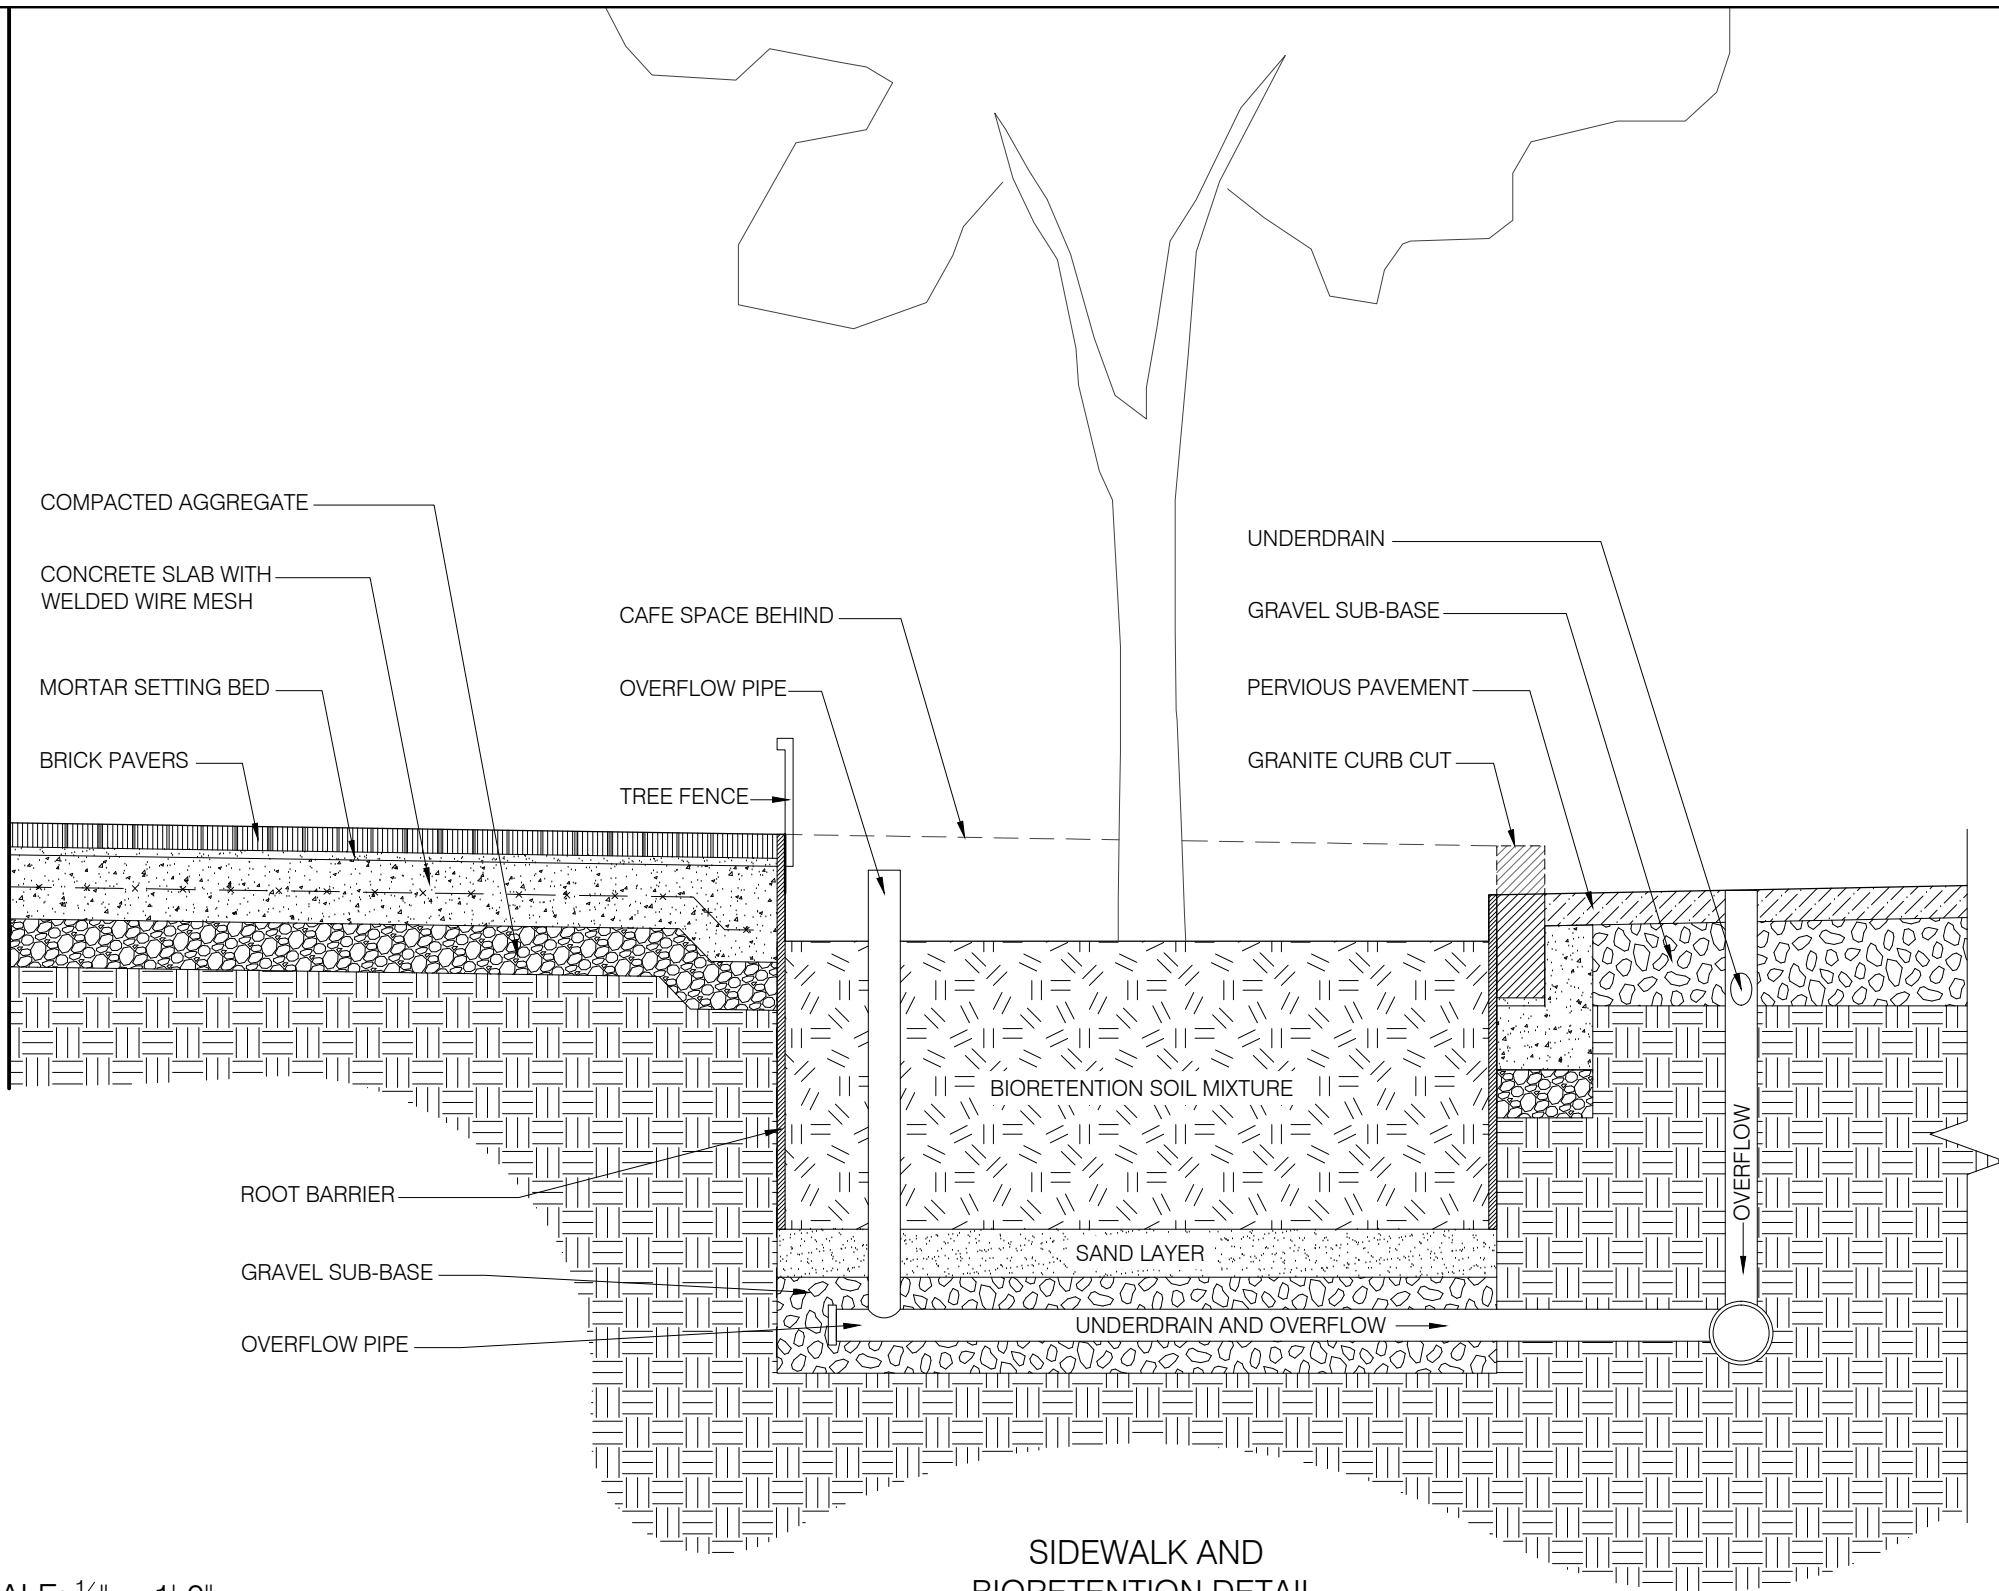 COMPACTED AGGREGATE
CONCRETE SLAB WITH
WELDED WIRE MESH
MORTAR SETTING BED
BRICK PAVERS
CAFE SPACE BEHIND
OVERFLOW PIPE
TREE FENCE
UNDERDRAIN
GRAVEL SUB-BASE
PERVIOUS PAVEMENT
GRANITE CURB CUT
BIORETENTION SOIL MIXTURE
OVERFLOW
ROOT BARRIER
SAND LAYER
GRAVEL SUB-BASE
UNDERDRAIN AND OVERFLOW
OVERFLOW PIPE
SIDEWALK AND
BIORETENTION DETAIL